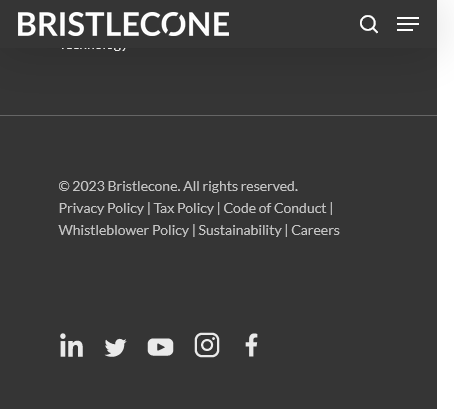 BRISTLECONE
Technology
© 2023 Bristlecone. All rights reserved.
Privacy Policy | Tax Policy | Code of Conduct |
Whistleblower Policy | Sustainability | Careers